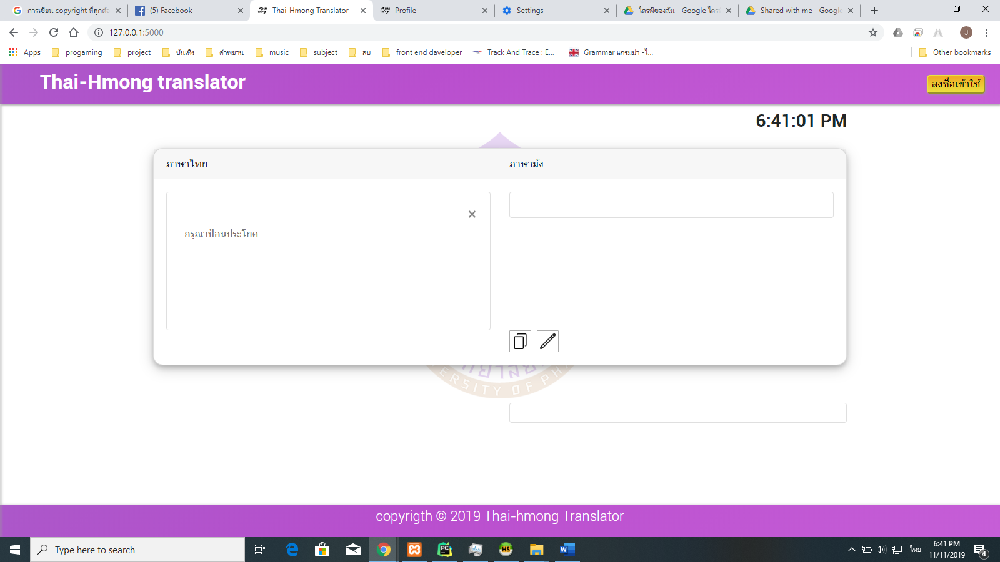 การเขียน copyright ที่ถูกต้อ
(5) Facebook
Thai-Hmong Translator
Profile
Settings
ไดรฟ์ของฉัน - Google ไดรฟ์
Shared with me - Google
127.0.0.1:5000
J
Apps
progaming
project
บันเทิง
คำพยาน
music
subject
ลบ
front end daveloper
Track And Trace : E...
Grammar แกรมม่า -ไ...
Other bookmarks
Thai-Hmong translator
ลงชื่อเข้าใช้
6:41:01 PM
ภาษาไทย
ภาษาม้ง
กรุณาป้อนประโยค
ERSITY OF PH
copyrigth © 2019 Thai-hmong Translator
Type here to search
PC
HS
W
ไทย
6:41 PM
11/11/2019
4